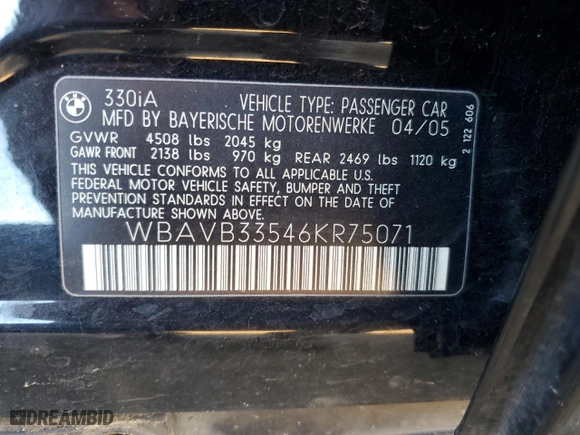 330iA VEHICLE TYPE: PASSENGER CAR
MFD BY BAYERISCHE MOTORENWERKE 04/05
GVWR 4508 lbs 2045 kg
GAWR FRONT 2138 lbs 970 kg REAR 2469 lbs 1120 kg
THIS VEHICLE CONFORMS TO ALL APPLICABLE U.S.
FEDERAL MOTOR VEHICLE SAFETY, BUMPER AND THEFT
PREVENTION STANDARDS IN EFFECT ON THE DATE OF
MANUFACTURE SHOWN ABOVE.
WBAVB33546KR75071
2 122 606
BMW
DREAMBID